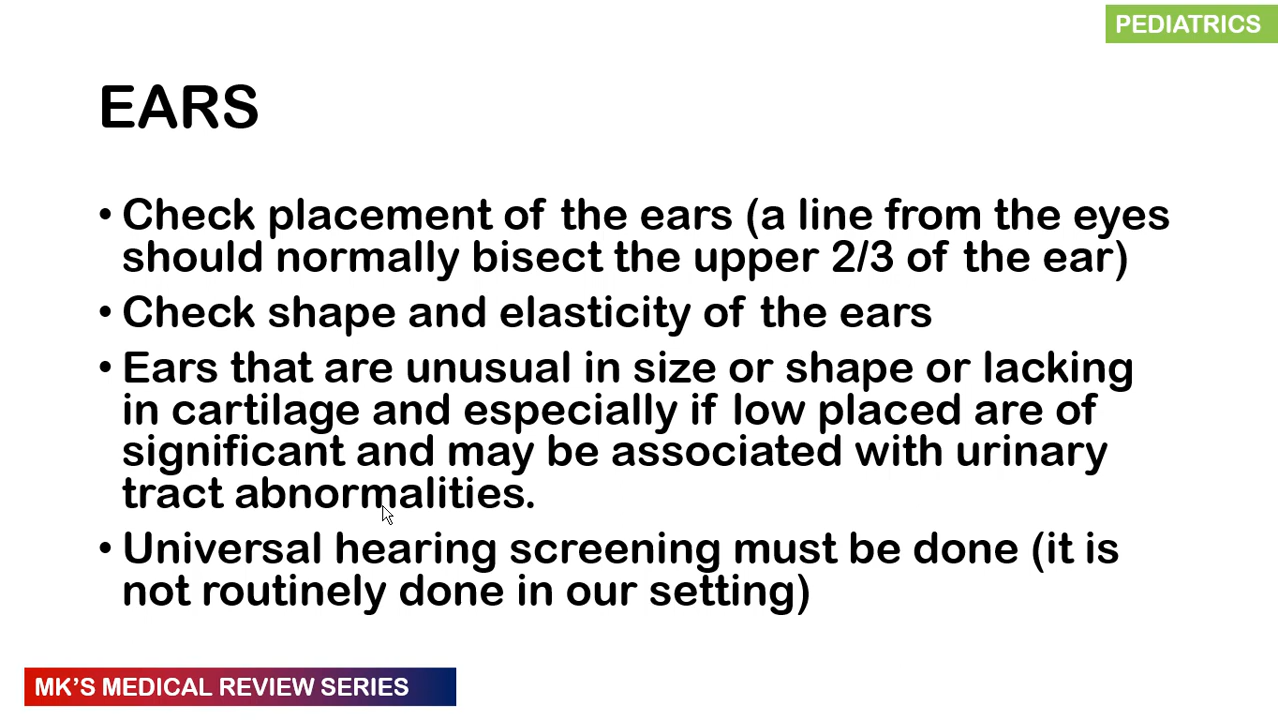 PEDIATRICS
EARS
• Check placement of the ears (a line from the eyes
should normally bisect the upper 2/3 of the ear)
• Check shape and elasticity of the ears
• Ears that are unusual in size or shape or lacking
in cartilage and especially if low placed are of
significant and may be associated with urinary
tract abnormalities.
• Universal hearing screening must be done (it is
not routinely done in our setting)
MK'S MEDICAL REVIEW SERIES